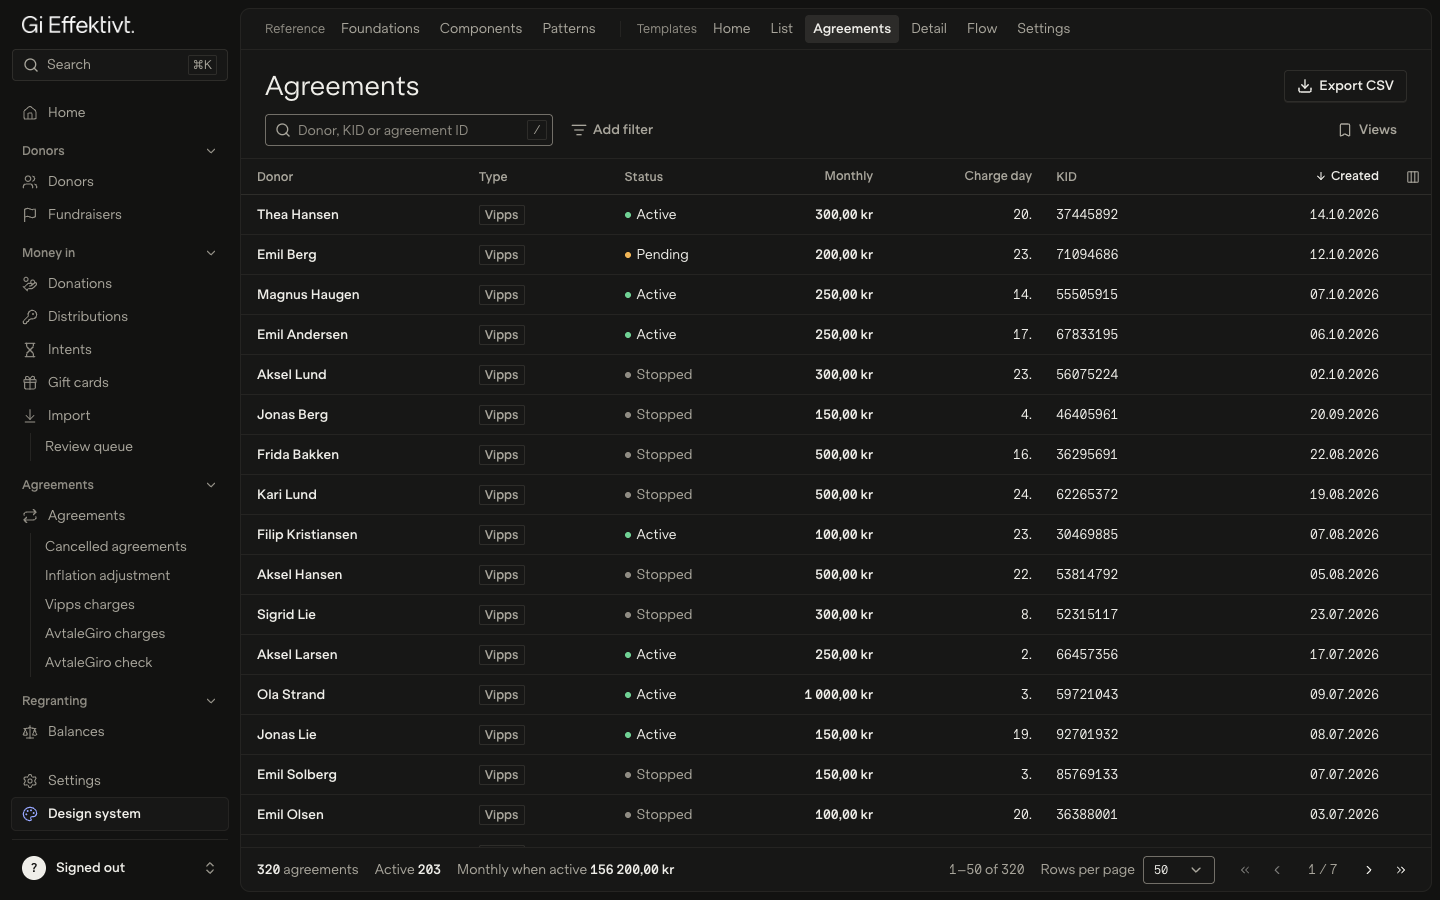 Gi Effektivt.
Search ⌘K
Home
Donors
Donors
Fundraisers
Money in
Donations
Distributions
Intents
Gift cards
Import
Review queue
Agreements
Agreements
Cancelled agreements
Inflation adjustment
Vipps charges
AvtaleGiro charges
AvtaleGiro check
Regranting
Balances
Settings
Design system
? Signed out
Reference Foundations Components Patterns Templates Home List Agreements Detail Flow Settings
Agreements
Export CSV
Donor, KID or agreement ID / Add filter Views
Donor Type Status Monthly Charge day KID ↓ Created
Thea Hansen Vipps Active 300,00 kr 20. 37445892 14.10.2026
Emil Berg Vipps Pending 200,00 kr 23. 71094686 12.10.2026
Magnus Haugen Vipps Active 250,00 kr 14. 55505915 07.10.2026
Emil Andersen Vipps Active 250,00 kr 17. 67833195 06.10.2026
Aksel Lund Vipps Stopped 300,00 kr 23. 56075224 02.10.2026
Jonas Berg Vipps Stopped 150,00 kr 4. 46405961 20.09.2026
Frida Bakken Vipps Stopped 500,00 kr 16. 36295691 22.08.2026
Kari Lund Vipps Stopped 500,00 kr 24. 62265372 19.08.2026
Filip Kristiansen Vipps Active 100,00 kr 23. 30469885 07.08.2026
Aksel Hansen Vipps Stopped 500,00 kr 22. 53814792 05.08.2026
Sigrid Lie Vipps Stopped 300,00 kr 8. 52315117 23.07.2026
Aksel Larsen Vipps Active 250,00 kr 2. 66457356 17.07.2026
Ola Strand Vipps Active 1 000,00 kr 3. 59721043 09.07.2026
Jonas Lie Vipps Active 150,00 kr 19. 92701932 08.07.2026
Emil Solberg Vipps Stopped 150,00 kr 3. 85769133 07.07.2026
Emil Olsen Vipps Stopped 100,00 kr 20. 36388001 03.07.2026
320 agreements Active 203 Monthly when active 156 200,00 kr 1–50 of 320 Rows per page 50 « ‹ 1 / 7 › »